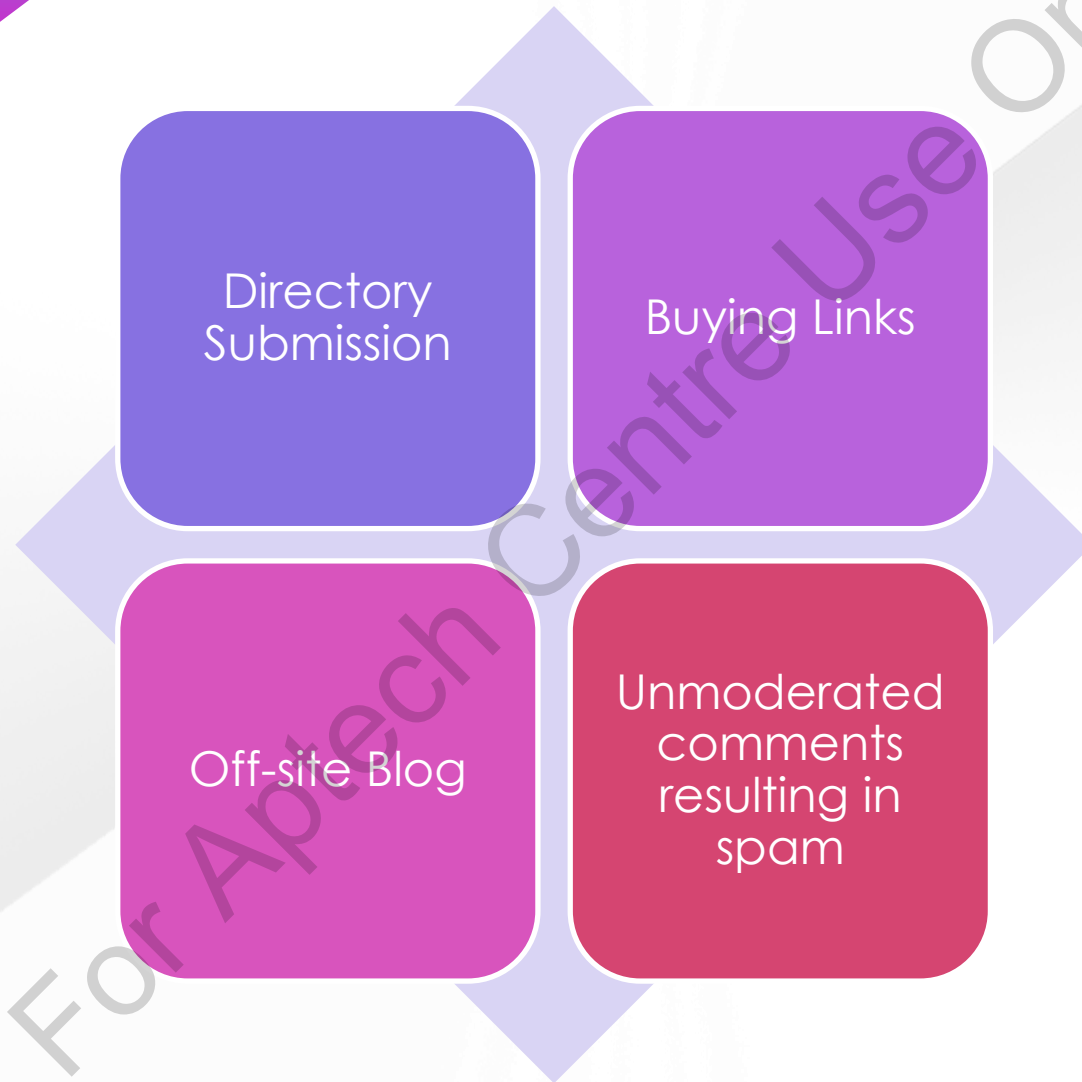 Directory
Submission
Buying Links
Off-site Blog
Unmoderated
comments
resulting in
spam
For Aptech Centre Use